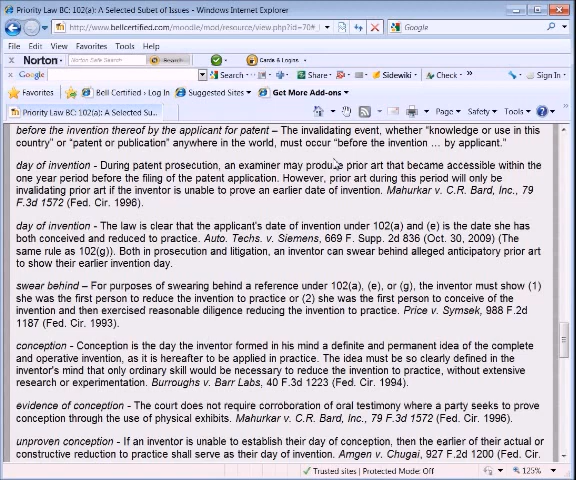 Priority Law BC: 102(a): A Selected Subset of Issues - Windows Internet Explorer
http://www.bellcertified.com/moodle/mod/resource/view.php?id=70#
Google
File Edit View Favorites Tools Help
Norton Norton Safe Search Search Cards & Logins
Google Search Share Sidewiki Check Sign In
Favorites Bell Certified :: Log In Suggested Sites Get More Add-ons
Priority Law BC: 102(a): A Selected Su... Page Safety Tools
before the invention thereof by the applicant for patent – The invalidating event, whether “knowledge or use in this
country” or “patent or publication” anywhere in the world, must occur “before the invention … by applicant.”
day of invention - During patent prosecution, an examiner may produce prior art that became accessible within the
one year period before the filing of the patent application. However, prior art during this period will only be
invalidating prior art if the inventor is unable to prove an earlier date of invention. Mahurkar v. C.R. Bard, Inc., 79
F.3d 1572 (Fed. Cir. 1996).
day of invention - The law is clear that the applicant's date of invention under 102(a) and (e) is the date she has
both conceived and reduced to practice. Auto. Techs. v. Siemens, 669 F. Supp. 2d 836 (Oct. 30, 2009) (The
same rule as 102(g)). Both in prosecution and litigation, an inventor can swear behind alleged anticipatory prior art
to show their earlier invention day.
swear behind – For purposes of swearing behind a reference under 102(a), (e), or (g), the inventor must show (1)
she was the first person to reduce the invention to practice or (2) she was the first person to conceive of the
invention and then exercised reasonable diligence reducing the invention to practice. Price v. Symsek, 988 F.2d
1187 (Fed. Cir. 1993).
conception - Conception is the day the inventor formed in his mind a definite and permanent idea of the complete
and operative invention, as it is hereafter to be applied in practice. The idea must be so clearly defined in the
inventor's mind that only ordinary skill would be necessary to reduce the invention to practice, without extensive
research or experimentation. Burroughs v. Barr Labs, 40 F.3d 1223 (Fed. Cir. 1994).
evidence of conception - The court does not require corroboration of oral testimony where a party seeks to prove
conception through the use of physical exhibits. Mahurkar v. C.R. Bard, Inc., 79 F.3d 1572 (Fed. Cir. 1996).
unproven conception - If an inventor is unable to establish their day of conception, then the earlier of their actual or
constructive reduction to practice shall serve as their day of invention. Amgen v. Chugai, 927 F.2d 1200 (Fed. Cir.
Trusted sites | Protected Mode: Off 125%